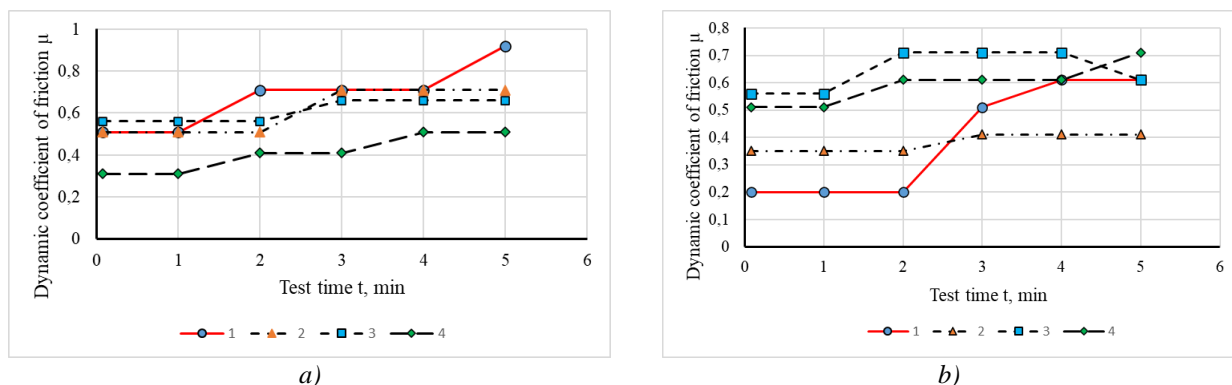 Dynamic coefficient of friction µ
1
0.8
0.6
0.4
0.2
0
0 1 2 3 4 5 6
Test time t, min
1 2 3 4
a)
Dynamic coefficient of friction µ
0.8
0.7
0.6
0.5
0.4
0.3
0.2
0,1
0
0 1 2 3 4 5 6
Test time t, min
1 2 3 4
b)